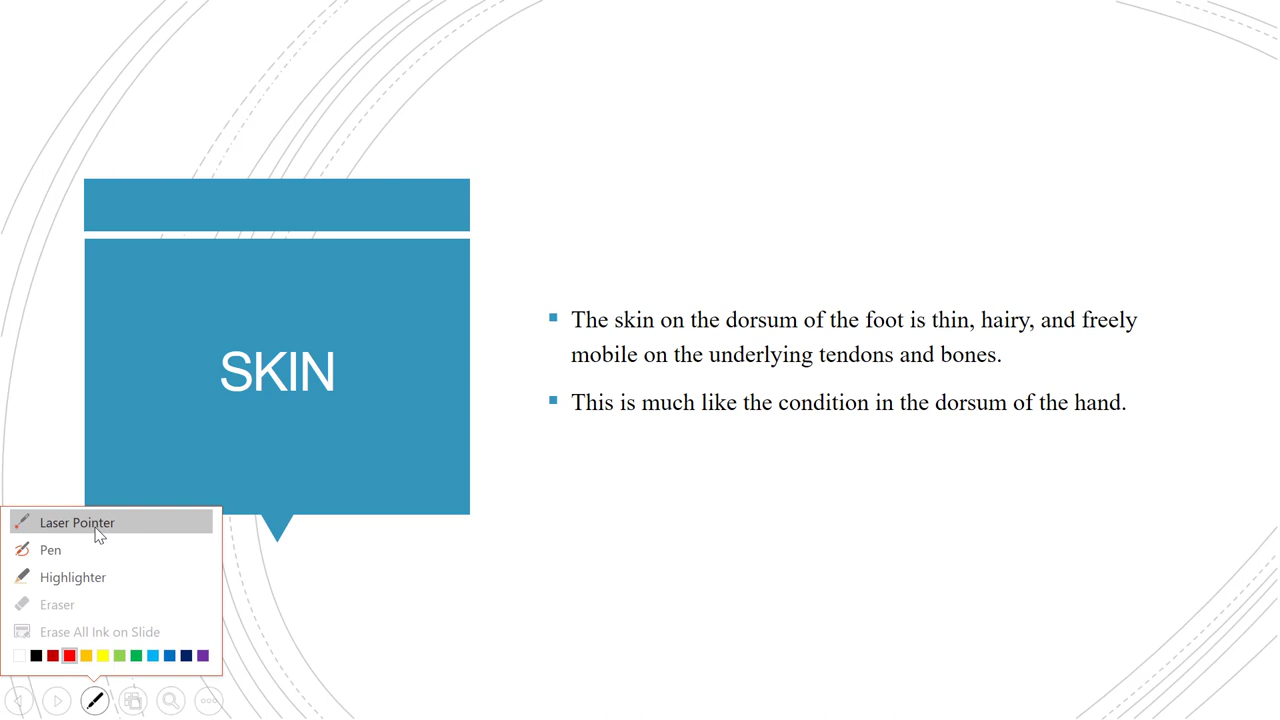 SKIN
The skin on the dorsum of the foot is thin, hairy, and freely
mobile on the underlying tendons and bones.
This is much like the condition in the dorsum of the hand.
Laser Pointer
Pen
Highlighter
Eraser
Erase All Ink on Slide